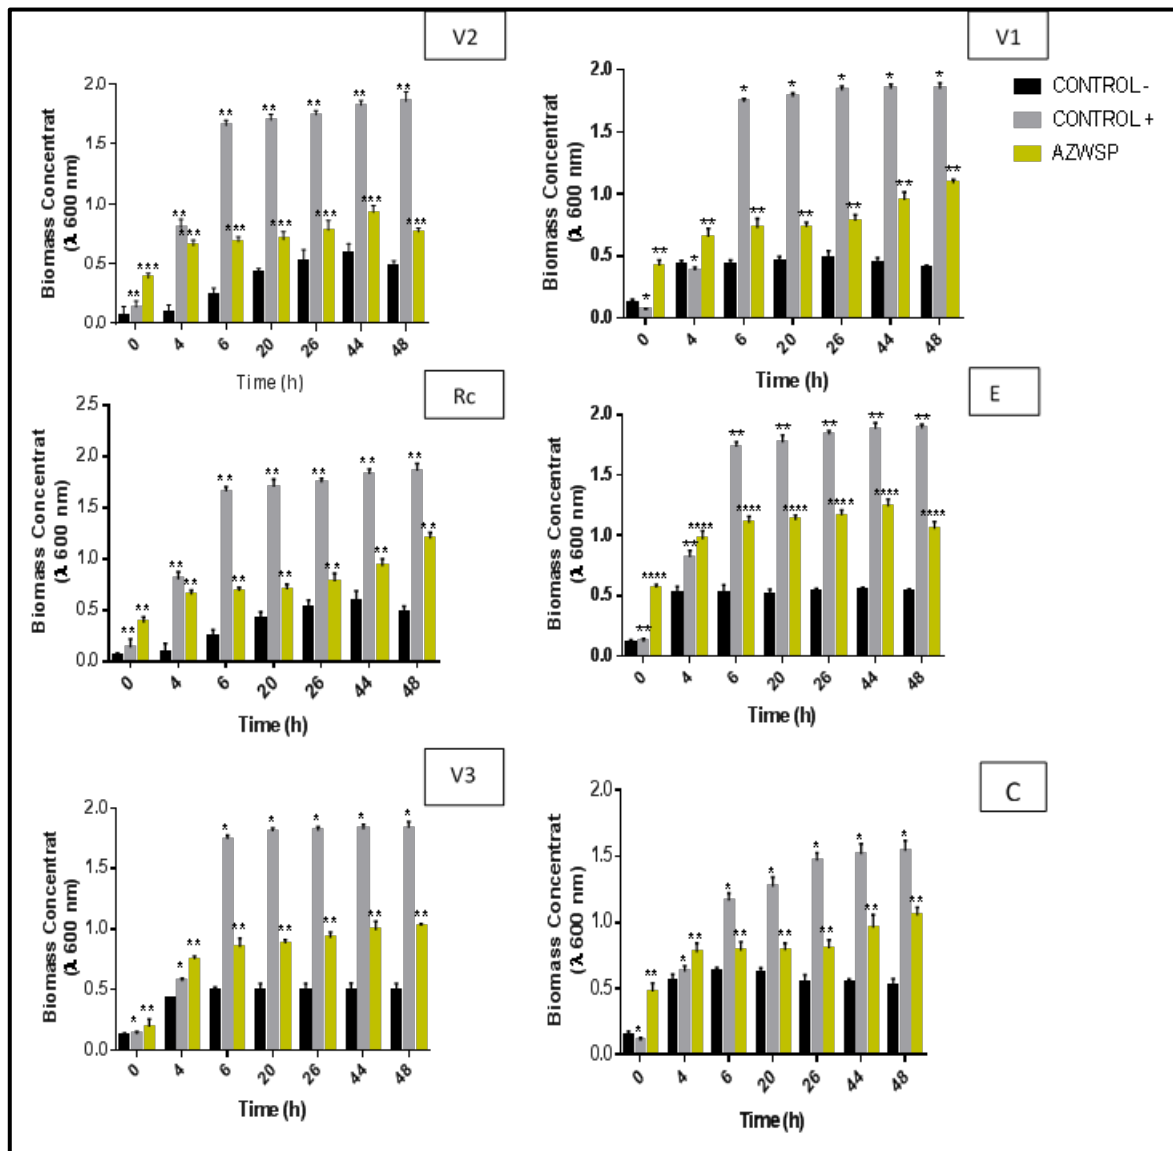 V2
2.0
1.5
1.0
0.5
0.0
Biomass Concentrat
(λ 600 nm)
** ** ** ** **
** *** *** *** *** *** ***
** ***
0 4 6 20 26 44 48
Time (h)
V1
2.0
1.5
1.0
0.5
0.0
Biomass Concentrat
(λ 600 nm)
* * * * *
** * ** ** ** ** ** **
* **
0 4 6 20 26 44 48
Time (h)
CONTROL -
CONTROL +
AZWSP
Rc
2.5
2.0
1.5
1.0
0.5
0.0
Biomass Concentrat
(λ 600 nm)
** ** ** ** **
** ** ** ** ** ** **
** **
0 4 6 20 26 44 48
Time (h)
E
2.0
1.5
1.0
0.5
0.0
Biomass Concentrat
(λ 600 nm)
** ** ** ** **
** **** **** **** **** **** ****
** ****
0 4 6 20 26 44 48
Time (h)
V3
2.0
1.5
1.0
0.5
0.0
Biomass Concentrat
(λ 600 nm)
* * * * *
* ** ** ** ** ** **
* **
0 4 6 20 26 44 48
Time (h)
C
2.0
1.5
1.0
0.5
0.0
Biomass Concentrat
(λ 600 nm)
* * * * *
* ** ** ** ** ** **
* **
0 4 6 20 26 44 48
Time (h)